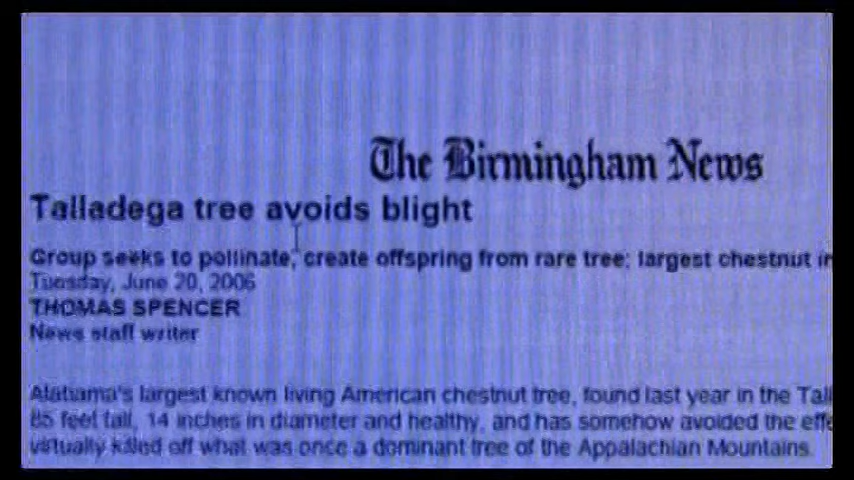 The Birmingham News
Talladega tree avoids blight
Group seeks to pollinate, create offspring from rare tree; largest chestnut in
Tuesday, June 20, 2006
THOMAS SPENCER
News staff writer
Alabama's largest known living American chestnut tree, found last year in the Tall
85 feet tall, 14 inches in diameter and healthy, and has somehow avoided the effe
virtually killed off what was once a dominant tree of the Appalachian Mountains.